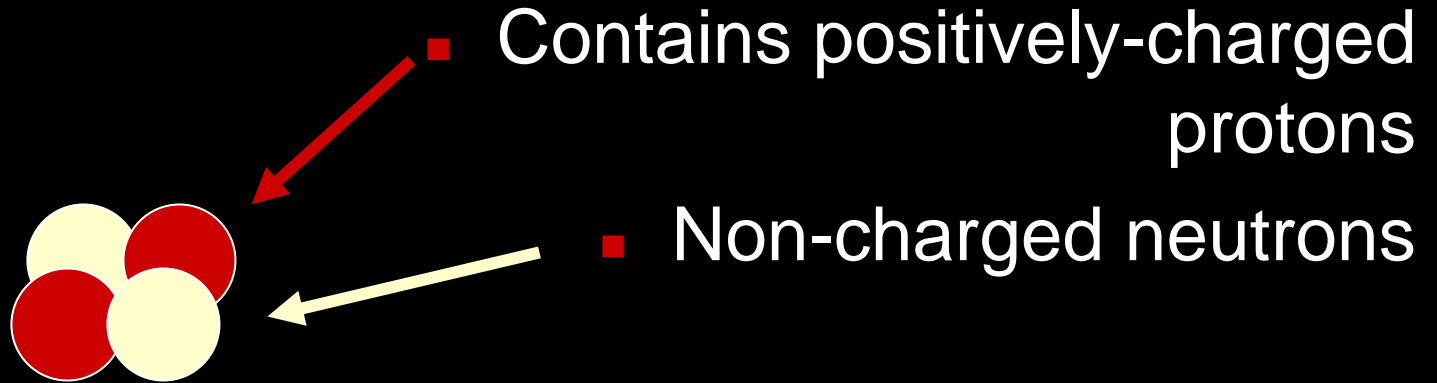 ▪ Contains positively-charged
protons
▪ Non-charged neutrons